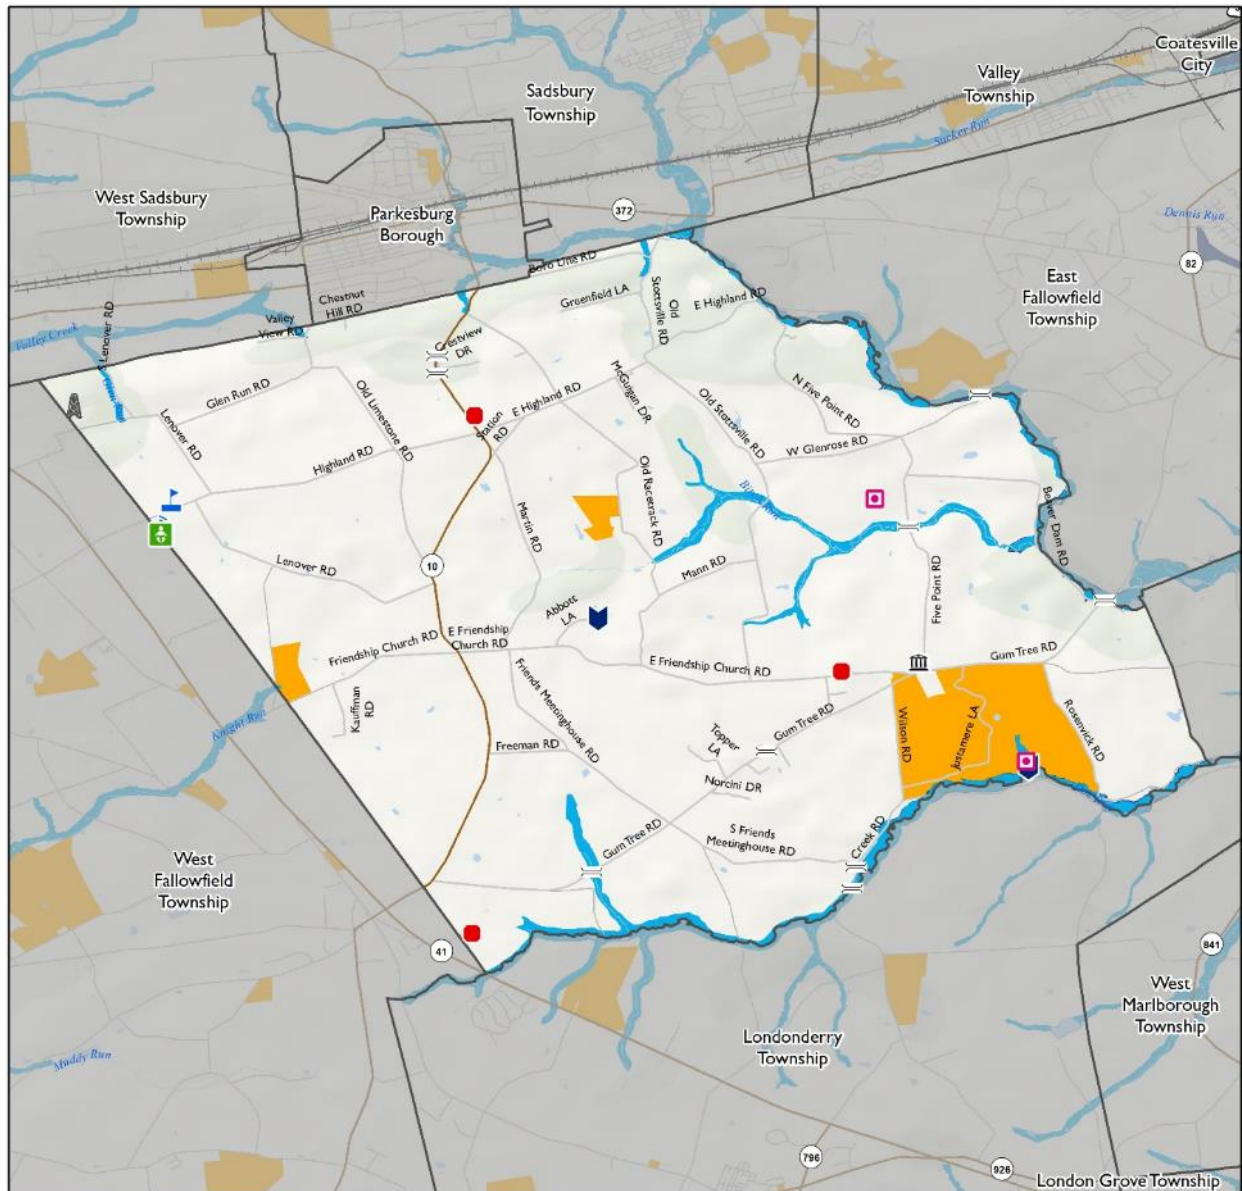 Coatesville
City
Valley
Township
Sadsbury
Township
Sucker Run
West Sadsbury
Township
Parkesburg
Borough
372
Dennis Run
82
East
Fallowfield
Township
Boro Line RD
Chestnut
Hill RD
Valley
View RD
Valley Creek
S Lenover RD
Glen Run
Greenfield LA
Old
Stottsville RD
E Highland RD
Crestview
DR
Glen Run RD
Lenover RD
Old Limestone RD
Highland RD
Station
RD
E Highland RD
McGuigan DR
Old Stottsville RD
N Five Point RD
W Glenrose RD
Old Racetrack RD
Martin RD
Beaver Dam RD
Lenover RD
10
Mann RD
Five Point RD
Abbott
LA
E Friendship
Church RD
Friendship Church RD
E Friendship Church RD
Gum Tree RD
Kauffman
RD
Knight Run
Friends Meetinghouse RD
Freeman RD
Topper
LA
Gum Tree RD
Wilson RD
Justamere LA
Rosenvick RD
Norcini DR
Gum Tree RD
S Friends
Meetinghouse RD
Creek RD
West
Fallowfield
Township
41
841
West
Marlborough
Township
Londonderry
Township
Muddy Run
796
926
London Grove Township